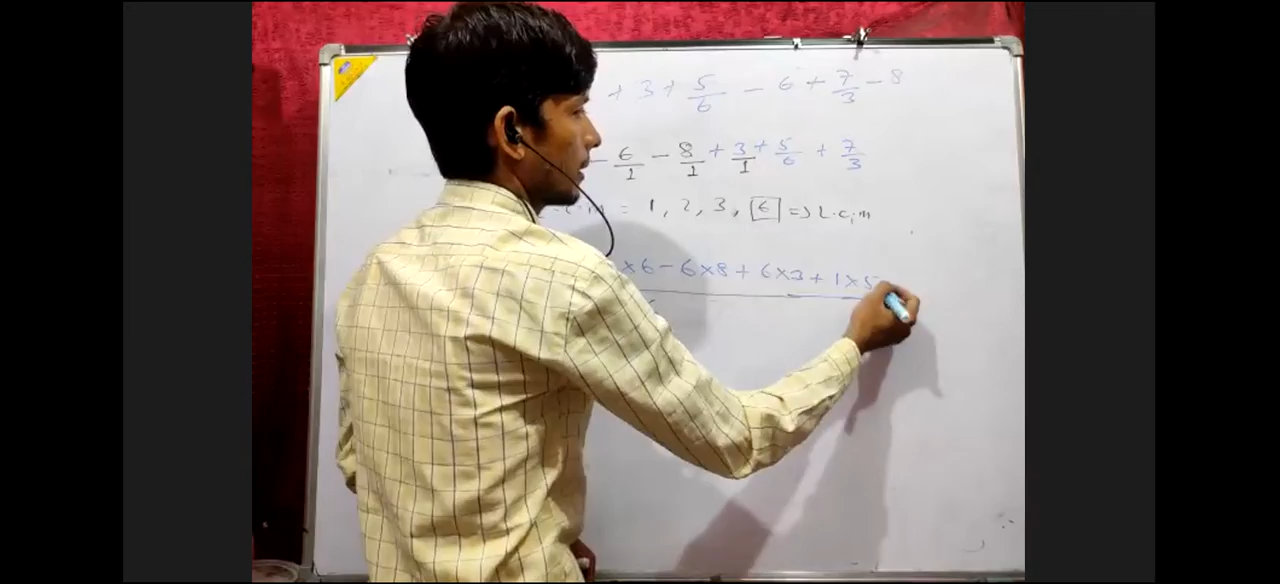 + 3 + 5/6 - 6 + 7/3 - 8
- 6/1 - 8/1 + 3/1 + 5/6 + 7/3
= 1, 2, 3, 6 => L.C.M
×6 - 6×8 + 6×3 + 1×5